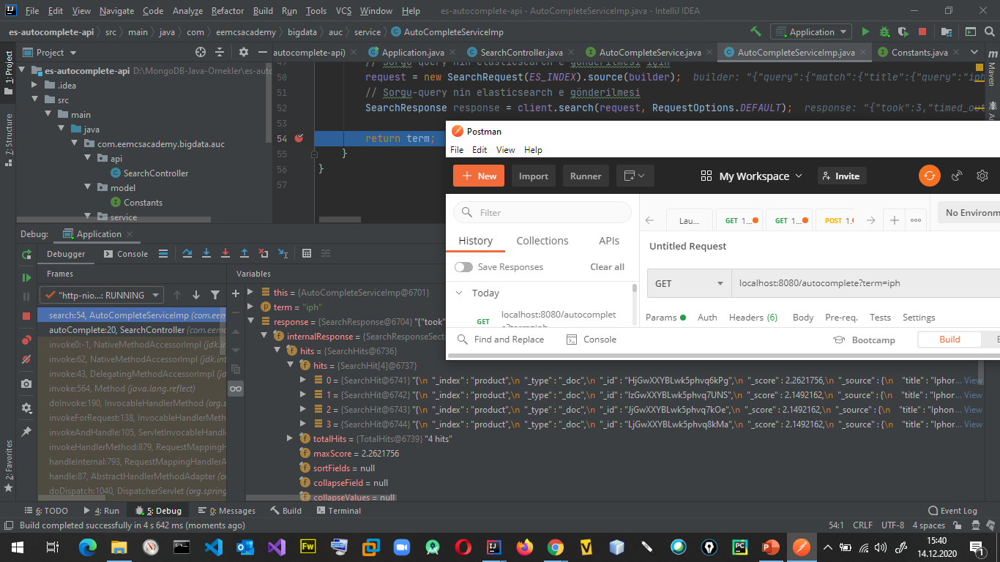 File Edit View Navigate Code Analyze Refactor Build Run Tools VCS Window Help es-autocomplete-api - AutoCompleteServiceImp.java - IntelliJ IDEA
es-autocomplete-api src main java com eemcsacademy bigdata auc service AutoCompleteServiceImp Application
Project autocomplete-api) Application.java SearchController.java AutoCompleteService.java AutoCompleteServiceImp.java Constants.java
1: Project
7: Structure
2: Favorites
Maven
es-autocomplete-api D:\MongoDB-Java-Ornekler\es-auto
.idea
src
main
java
com.eemcsacademy.bigdata.auc
api
SearchController
model
Constants
service
// Sorgu-query nin elasticsearch e gönderilmesi için
50 request = new SearchRequest(ES_INDEX).source(builder); builder: "{"query":{"match":{"title":{"query":"iph
51 // Sorgu-query nin elasticsearch e gönderilmesi
52 SearchResponse response = client.search(request, RequestOptions.DEFAULT); response: "{"took":3,"timed_out
53
54 return term;
55 }
56 }
57
Postman
File Edit View Help
New Import Runner My Workspace Invite
Filter
Lau... GET 1... GET 1... POST 1.( No Environm
History Collections APIs
Untitled Request
Save Responses Clear all
GET localhost:8080/autocomplete?term=iph
Today
GET localhost:8080/autocomplet
e?term=iph
Params Auth Headers (6) Body Pre-req. Tests Settings
Find and Replace Console Bootcamp Build
Debug: Application
Debugger Console
Frames Variables
"http-nio...: RUNNING
search:54, AutoCompleteServiceImp (com.eem
autoComplete:20, SearchController (com.eeme
invoke0:-1, NativeMethodAccessorImpl (jdk.int
invoke:62, NativeMethodAccessorImpl (jdk.int
invoke:43, DelegatingMethodAccessorImpl
invoke:564, Method (java.lang.reflect)
doInvoke:190, InvocableHandlerMethod (org.s
invokeForRequest:138, InvocableHandlerMeth
invokeAndHandle:105, ServletInvocableHandle
invokeHandlerMethod:879, RequestMappingH
handleInternal:793, RequestMappingHandlerA
handle:87, AbstractHandlerMethodAdapter (or
doDispatch:1040, DispatcherServlet (org.spring
this = {AutoCompleteServiceImp@6701}
term = "iph"
response = {SearchResponse@6704} "{"took"
internalResponse = {SearchResponseSect
hits = {SearchHits@6736}
hits = {SearchHit[4]@6737}
0 = {SearchHit@6741} "{\n "_index" : "product",\n "_type" : "_doc",\n "_id" : "HjGwXXYBLwk5phvq6kPg",\n "_score" : 2.2621756,\n "_source" : {\n "title" : "Iphor... View
1 = {SearchHit@6742} "{\n "_index" : "product",\n "_type" : "_doc",\n "_id" : "IzGwXXYBLwk5phvq7UNS",\n "_score" : 2.1492162,\n "_source" : {\n "title" : "Iphon... View
2 = {SearchHit@6743} "{\n "_index" : "product",\n "_type" : "_doc",\n "_id" : "JjGwXXYBLwk5phvq7kOe",\n "_score" : 2.1492162,\n "_source" : {\n "title" : "Iphon... View
3 = {SearchHit@6744} "{\n "_index" : "product",\n "_type" : "_doc",\n "_id" : "LjGwXXYBLwk5phvq8kMa",\n "_score" : 2.1492162,\n "_source" : {\n "title" : "Iphor... View
totalHits = {TotalHits@6739} "4 hits"
maxScore = 2.2621756
sortFields = null
collapseField = null
collapseValues = null
6: TODO 4: Run 5: Debug 0: Messages Build Terminal Event Log
Build completed successfully in 4 s 642 ms (moments ago) 54:1 CRLF UTF-8 4 spaces
15:40
14.12.2020